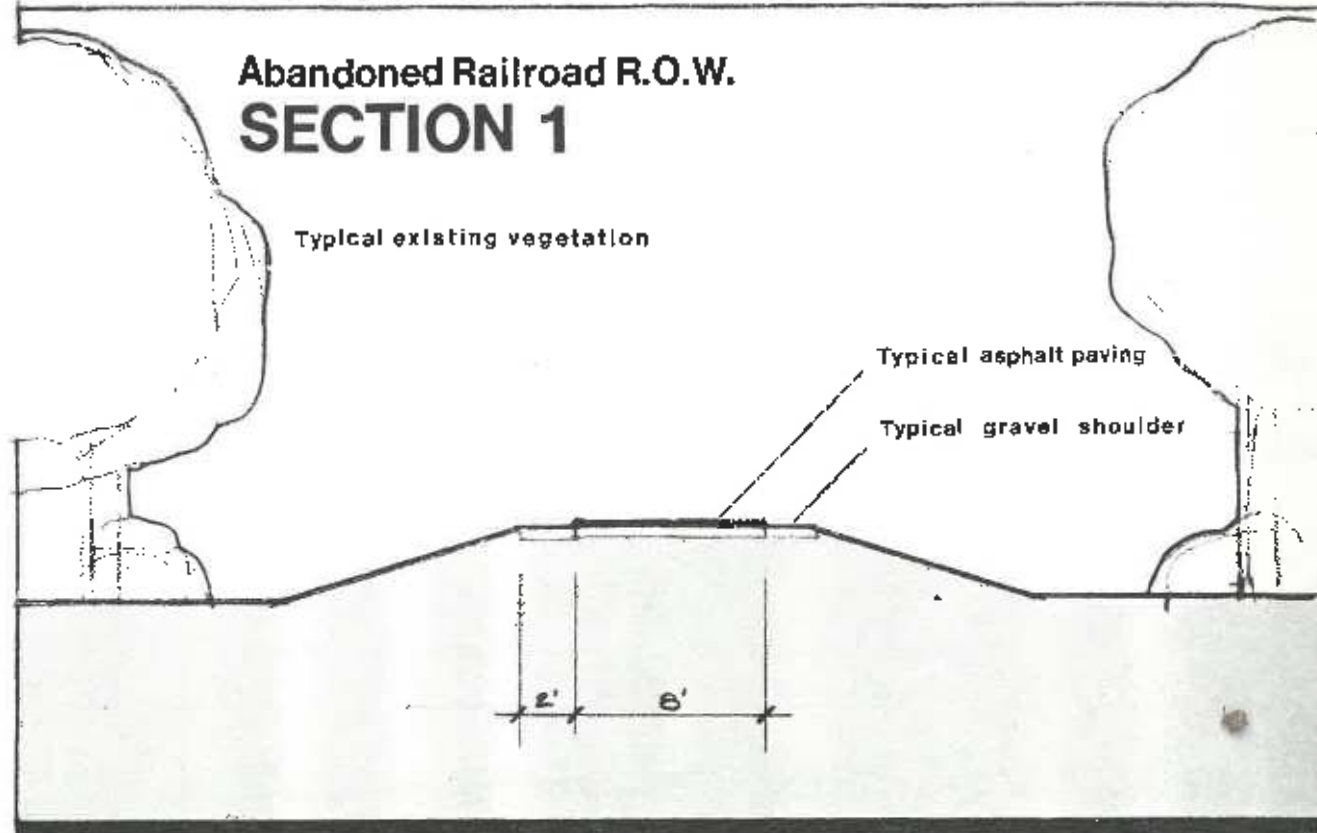 Abandoned Railroad R.O.W.
SECTION 1
Typical existing vegetation
Typical asphalt paving
Typical gravel shoulder
2' 8'